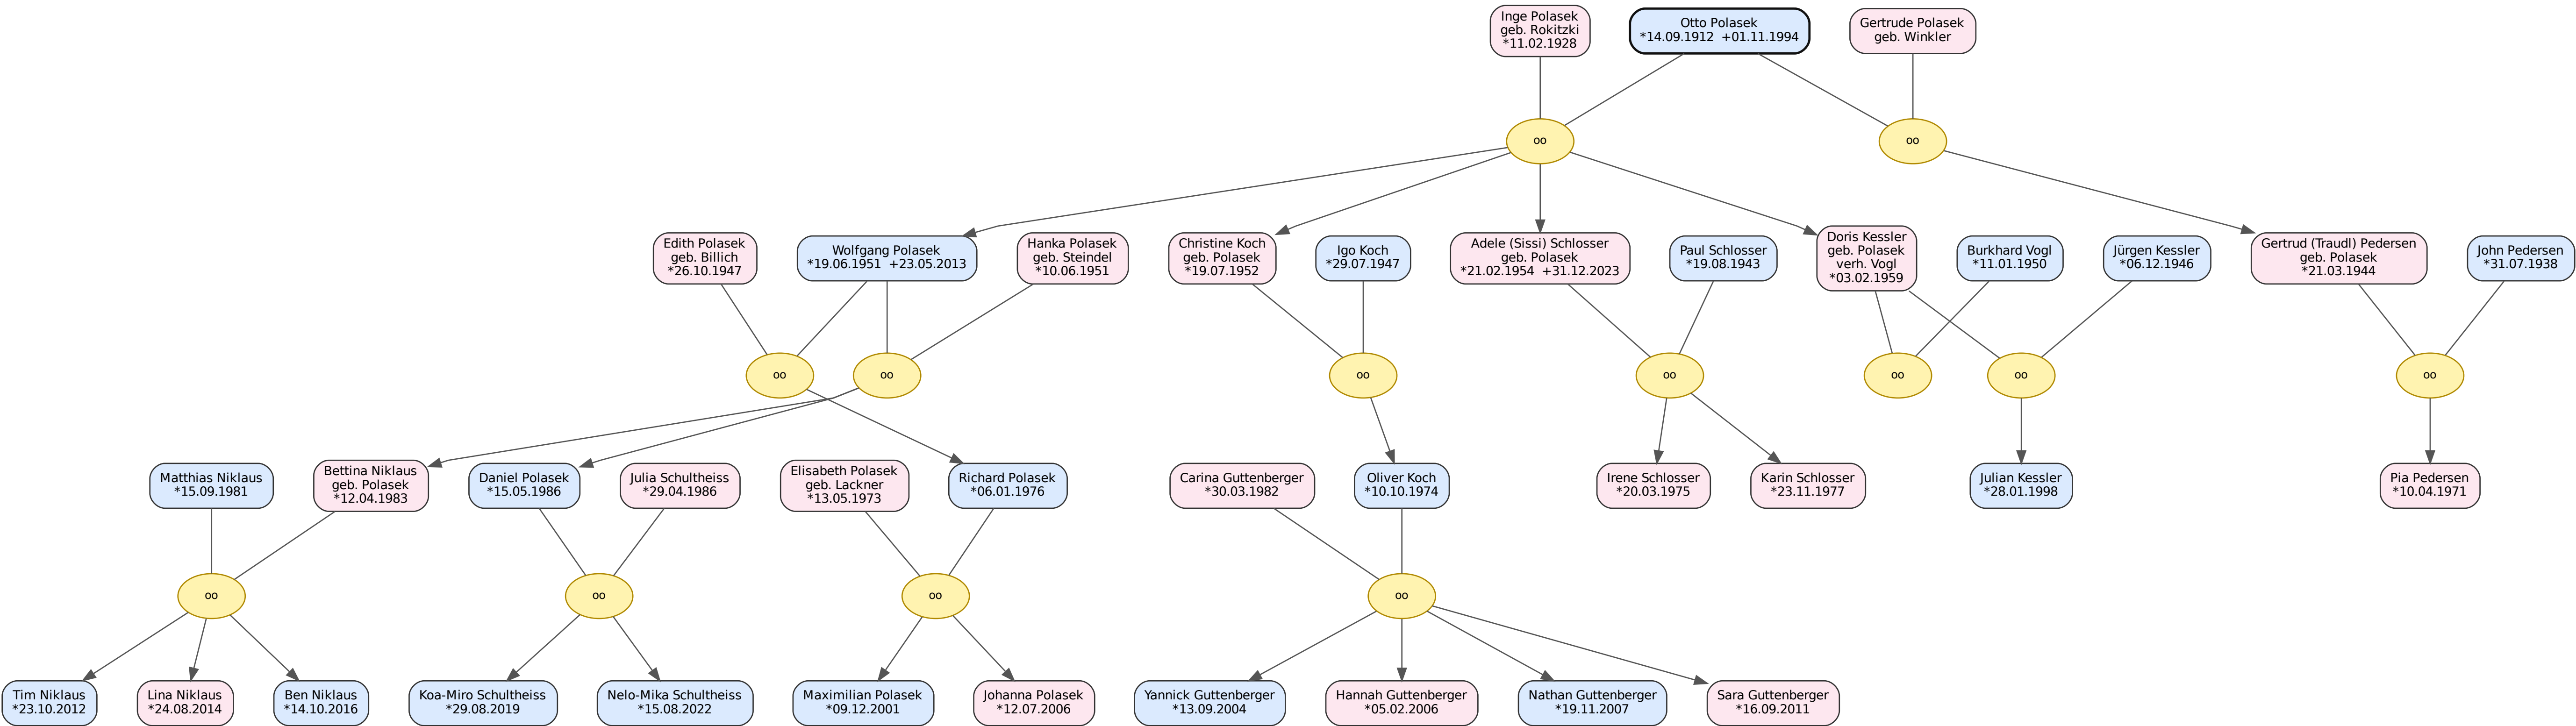 Inge Polasek
geb. Rokitzki
*11.02.1928
Otto Polasek
*14.09.1912  +01.11.1994
Gertrude Polasek
geb. Winkler
oo
oo
Edith Polasek
geb. Billich
*26.10.1947
Wolfgang Polasek
*19.06.1951  +23.05.2013
Hanka Polasek
geb. Steindel
*10.06.1951
Christine Koch
geb. Polasek
*19.07.1952
Igo Koch
*29.07.1947
Adele (Sissi) Schlosser
geb. Polasek
*21.02.1954  +31.12.2023
Paul Schlosser
*19.08.1943
Doris Kessler
geb. Polasek
verh. Vogl
*03.02.1959
Burkhard Vogl
*11.01.1950
Jürgen Kessler
*06.12.1946
Gertrud (Traudl) Pedersen
geb. Polasek
*21.03.1944
John Pedersen
*31.07.1938
oo
oo
oo
oo
oo
oo
oo
Matthias Niklaus
*15.09.1981
Bettina Niklaus
geb. Polasek
*12.04.1983
Daniel Polasek
*15.05.1986
Julia Schultheiss
*29.04.1986
Elisabeth Polasek
geb. Lackner
*13.05.1973
Richard Polasek
*06.01.1976
Carina Guttenberger
*30.03.1982
Oliver Koch
*10.10.1974
Irene Schlosser
*20.03.1975
Karin Schlosser
*23.11.1977
Julian Kessler
*28.01.1998
Pia Pedersen
*10.04.1971
oo
oo
oo
oo
Tim Niklaus
*23.10.2012
Lina Niklaus
*24.08.2014
Ben Niklaus
*14.10.2016
Koa-Miro Schultheiss
*29.08.2019
Nelo-Mika Schultheiss
*15.08.2022
Maximilian Polasek
*09.12.2001
Johanna Polasek
*12.07.2006
Yannick Guttenberger
*13.09.2004
Hannah Guttenberger
*05.02.2006
Nathan Guttenberger
*19.11.2007
Sara Guttenberger
*16.09.2011